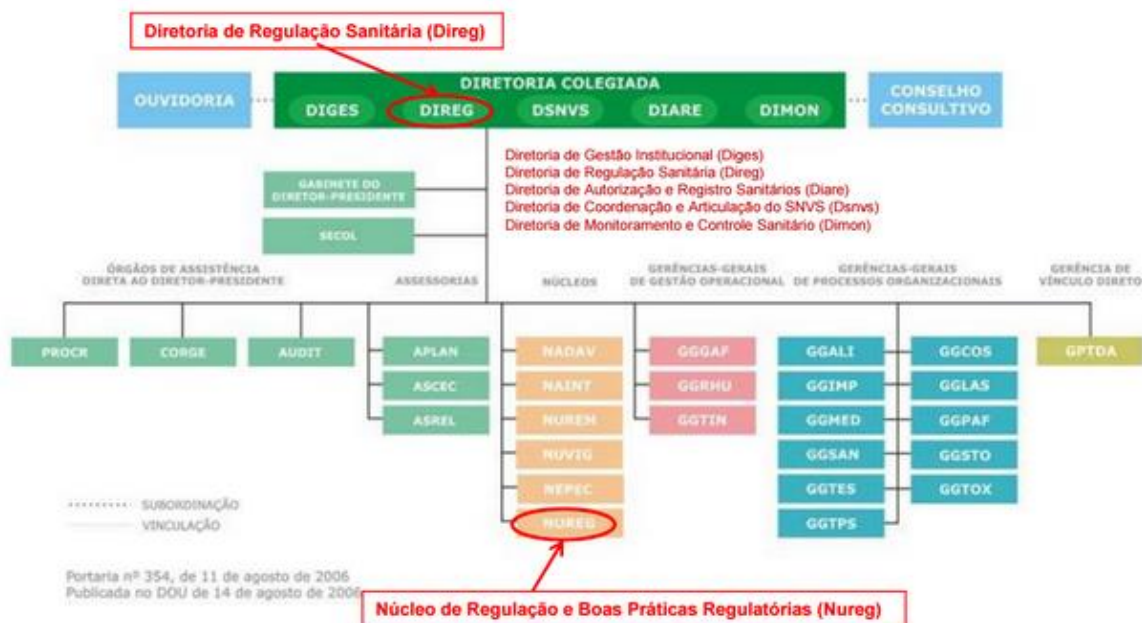 Diretoria de Regulação Sanitária (Direg)
OUVIDORIA
DIRETORIA COLEGIADA
DIGES
DIREG
DSNVS
DIARE
DIMON
CONSELHO
CONSULTIVO
Diretoria de Gestão Institucional (Diges)
Diretoria de Regulação Sanitária (Direg)
Diretoria de Autorização e Registro Sanitários (Diare)
Diretoria de Coordenação e Articulação do SNVS (Dsnvs)
Diretoria de Monitoramento e Controle Sanitário (Dimon)
GABINETE DO
DIRETOR-PRESIDENTE
SECOL
ÓRGÃOS DE ASSISTÊNCIA
DIRETA AO DIRETOR-PRESIDENTE
ASSESSORIAS
NÚCLEOS
GERÊNCIAS-GERAIS
DE GESTÃO OPERACIONAL
GERÊNCIAS-GERAIS
DE PROCESSOS ORGANIZACIONAIS
GERÊNCIA DE
VÍNCULO DIRETO
PROCR
CORGE
AUDIT
APLAN
ASCEC
ASREL
NADAV
NAINT
NUREM
NUVIG
NEPEC
NUREG
GGGAF
GGRHU
GGTIN
GGALI
GGIMP
GGMED
GGSAN
GGTES
GGTPS
GGCOS
GGLAS
GGPAF
GGSTO
GGTOX
GPTDA
SUBORDINAÇÃO
VINCULAÇÃO
Portaria nº 354, de 11 de agosto de 2006
Publicada no DOU de 14 de agosto de 2006
Núcleo de Regulação e Boas Práticas Regulatórias (Nureg)